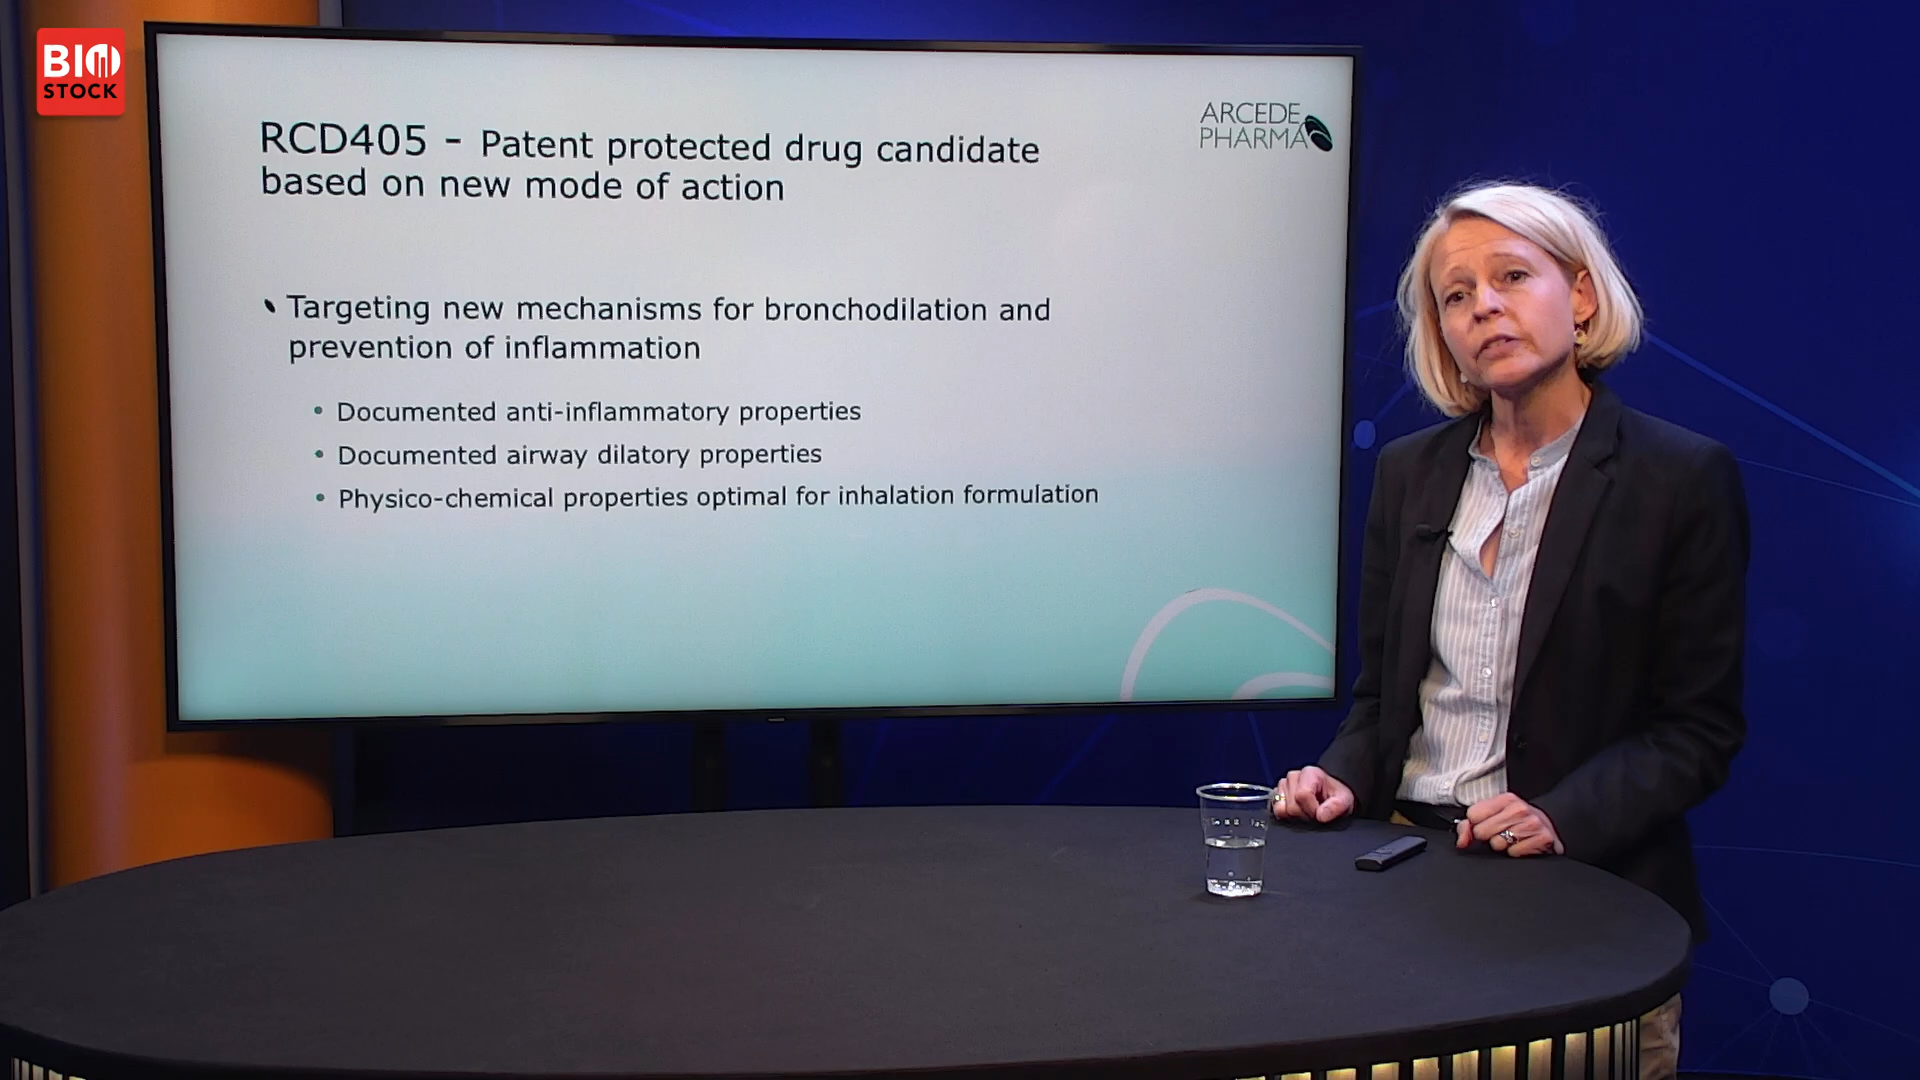 BIO
STOCK
ARCEDE
PHARMA
RCD405 - Patent protected drug candidate
based on new mode of action
Targeting new mechanisms for bronchodilation and
prevention of inflammation
• Documented anti-inflammatory properties
• Documented airway dilatory properties
• Physico-chemical properties optimal for inhalation formulation